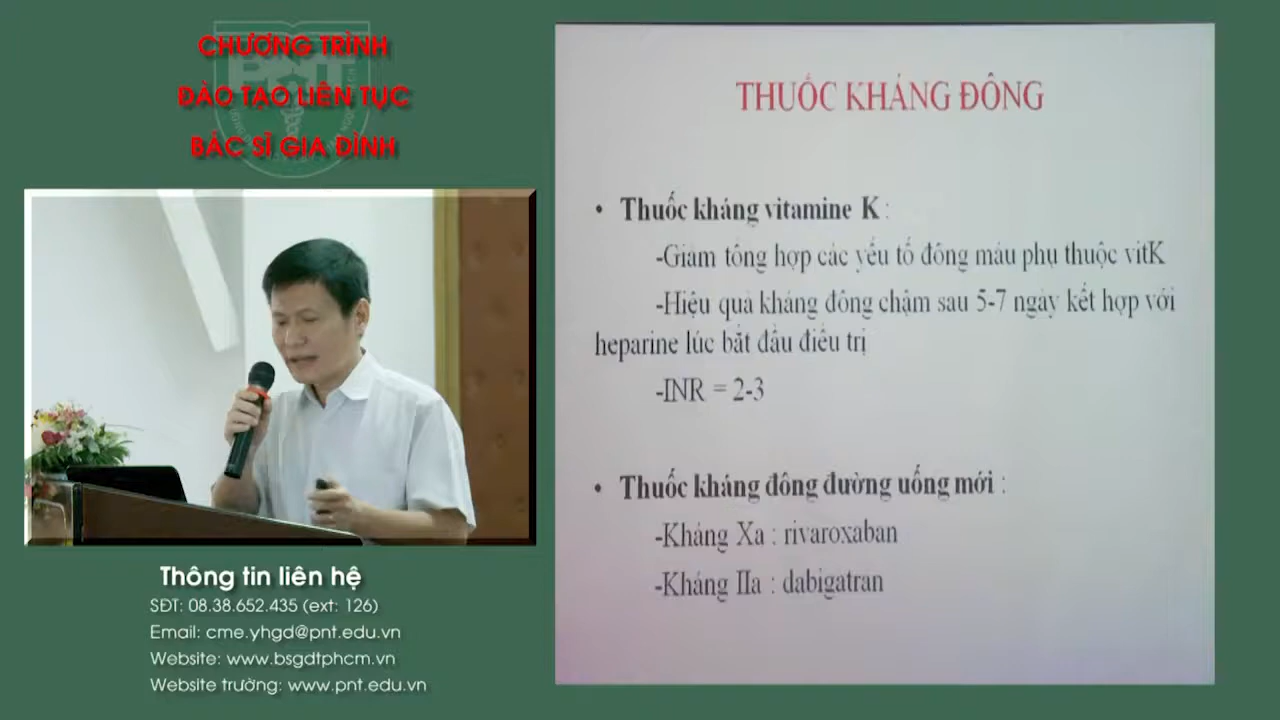 CHƯƠNG TRÌNH
ĐÀO TẠO LIÊN TỤC
BÁC SĨ GIA ĐÌNH
PNT
Thông tin liên hệ
SĐT: 08.38.652.435 (ext: 126)
Email: cme.yhgd@pnt.edu.vn
Website: www.bsgdtphcm.vn
Website trường: www.pnt.edu.vn
THUỐC KHÁNG ĐÔNG
• Thuốc kháng vitamine K :
-Giảm tổng hợp các yếu tố đông máu phụ thuộc vitK
-Hiệu quả kháng đông chậm sau 5-7 ngày kết hợp với
heparine lúc bắt đầu điều trị
-INR = 2-3
• Thuốc kháng đông đường uống mới :
-Kháng Xa : rivaroxaban
-Kháng IIa : dabigatran